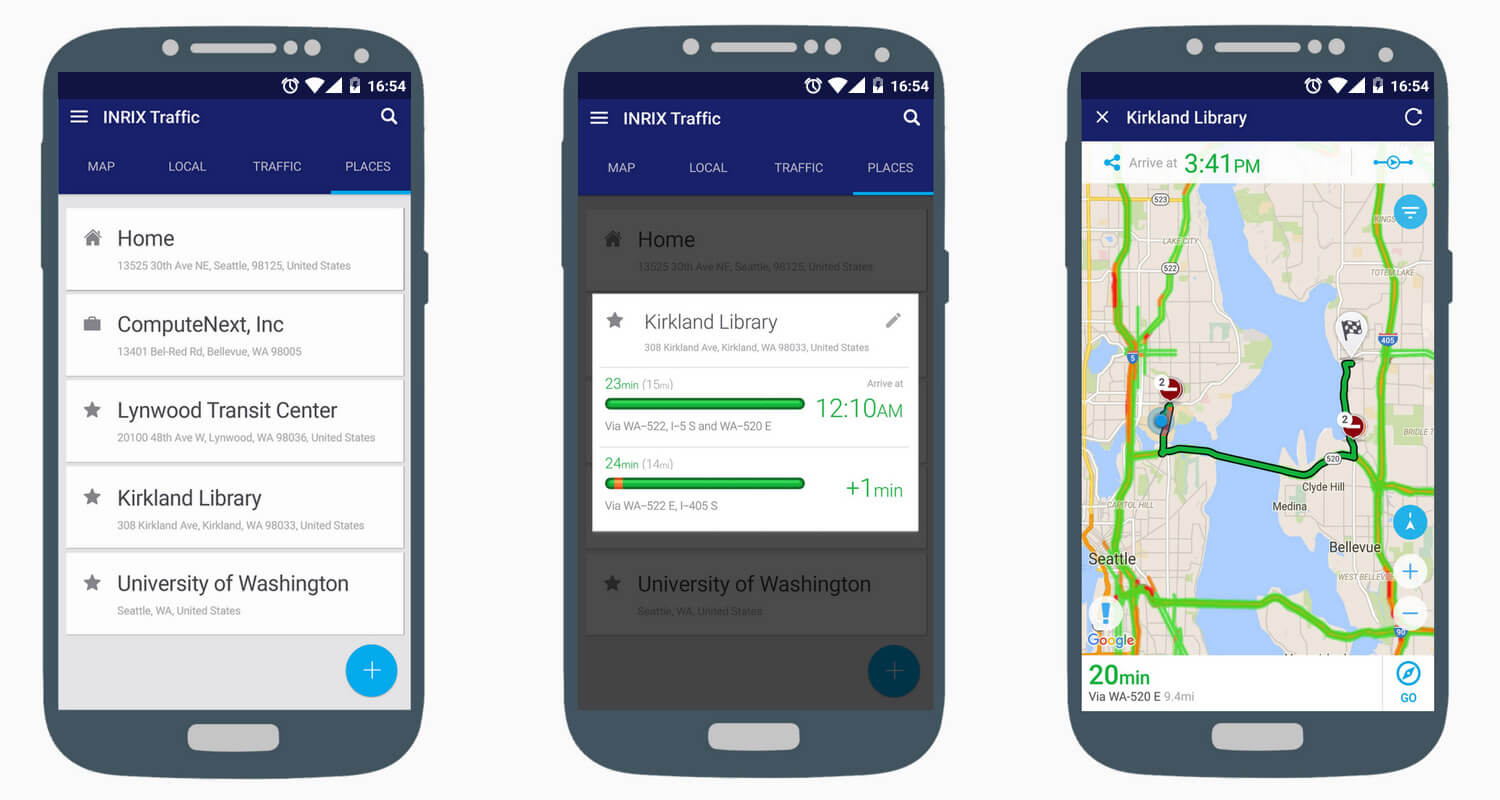 16:54
INRIX Traffic
MAP LOCAL TRAFFIC PLACES
Home
13525 30th Ave NE, Seattle, 98125, United States
ComputeNext, Inc
13401 Bel-Red Rd, Bellevue, WA 98005
Lynwood Transit Center
20100 48th Ave W, Lynwood, WA 98036, United States
Kirkland Library
308 Kirkland Ave, Kirkland, WA 98033, United States
University of Washington
Seattle, WA, United States
16:54
INRIX Traffic
MAP LOCAL TRAFFIC PLACES
Home
13525 30th Ave NE, Seattle, 98125, United States
Kirkland Library
308 Kirkland Ave, Kirkland, WA 98033, United States
23min (15mi) Arrive at
12:10AM
Via WA-522, I-5 S and WA-520 E
24min (14mi)
+1min
Via WA-522 E, I-405 S
University of Washington
Seattle, WA, United States
16:54
Kirkland Library
Arrive at 3:41PM
523
KINGS
LAKE CITY
522
TOTEM LAKE
405
5
2
2
BRIDLE T
520
Clyde Hill
Medina
CAPITOL HILL
Bellevue
Seattle
WEST BELLEV
90
Google
20min
Via WA-520 E 9.4mi
GO